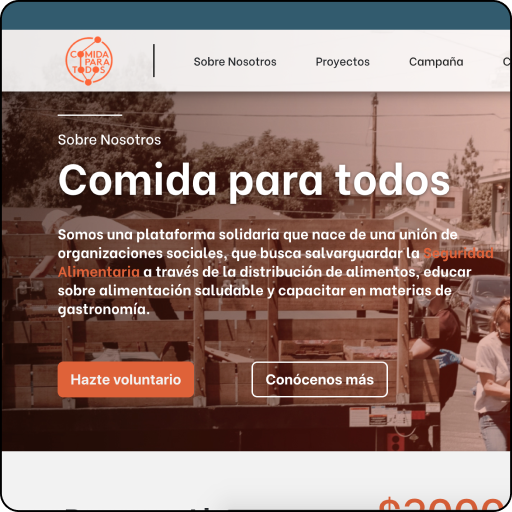 COMIDA
PARA
TODOS
Sobre Nosotros
Proyectos
Campaña
Sobre Nosotros
Comida para todos
Somos una plataforma solidaria que nace de una unión de
organizaciones sociales, que busca salvarguardar la Seguridad
Alimentaria a través de la distribución de alimentos, educar
sobre alimentación saludable y capacitar en materias de
gastronomía.
Hazte voluntario
Conócenos más